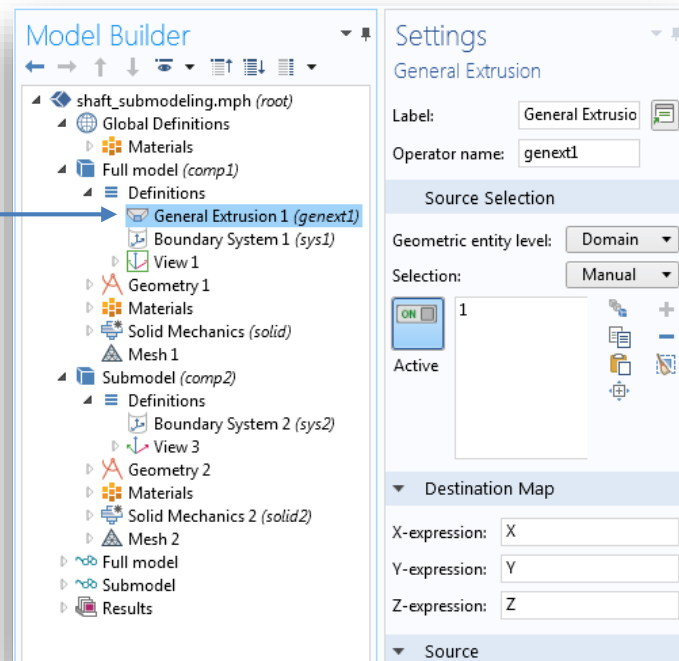 Model Builder
shaft_submodeling.mph (root)
Global Definitions
Materials
Full model (comp1)
Definitions
General Extrusion 1 (genext1)
Boundary System 1 (sys1)
View 1
Geometry 1
Materials
Solid Mechanics (solid)
Mesh 1
Submodel (comp2)
Definitions
Boundary System 2 (sys2)
View 3
Geometry 2
Materials
Solid Mechanics 2 (solid2)
Mesh 2
Full model
Submodel
Results
Settings
General Extrusion
Label: General Extrusio
Operator name: genext1
Source Selection
Geometric entity level: Domain
Selection: Manual
ON
1
Active
Destination Map
X-expression: X
Y-expression: Y
Z-expression: Z
Source